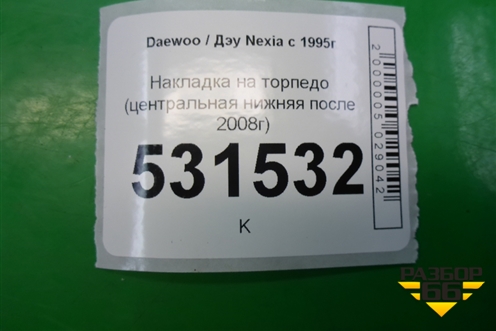 Daewoo / Дэу Nexia с 1995г
Накладка на торпедо
(центральная нижняя после
2008г)
531532
K
2000005029042
РАЗБОР
66